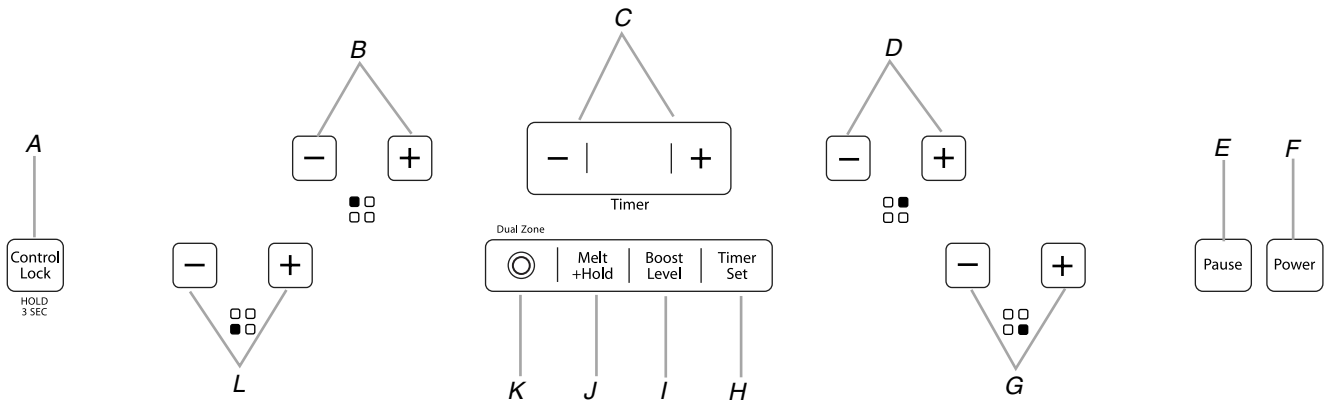 C
B
D
A
E
F
− +
− +
− +
Timer
Dual Zone
Control
Lock
HOLD
3 SEC
− +
Melt
+Hold
Boost
Level
Timer
Set
− +
Pause
Power
L
K
J
I
H
G